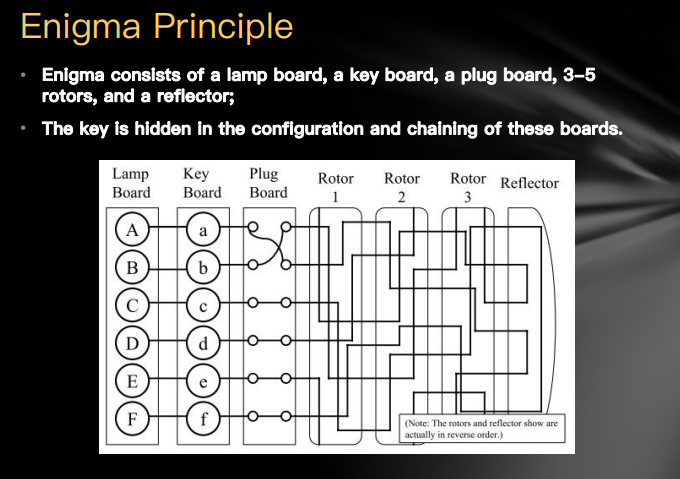 Enigma Principle
• Enigma consists of a lamp board, a key board, a plug board, 3–5
rotors, and a reflector;
• The key is hidden in the configuration and chaining of these boards.
Lamp Board
Key Board
Plug Board
Rotor 1
Rotor 2
Rotor 3
Reflector
A a
B b
C c
D d
E e
F f
(Note: The rotors and reflector show are
actually in reverse order.)